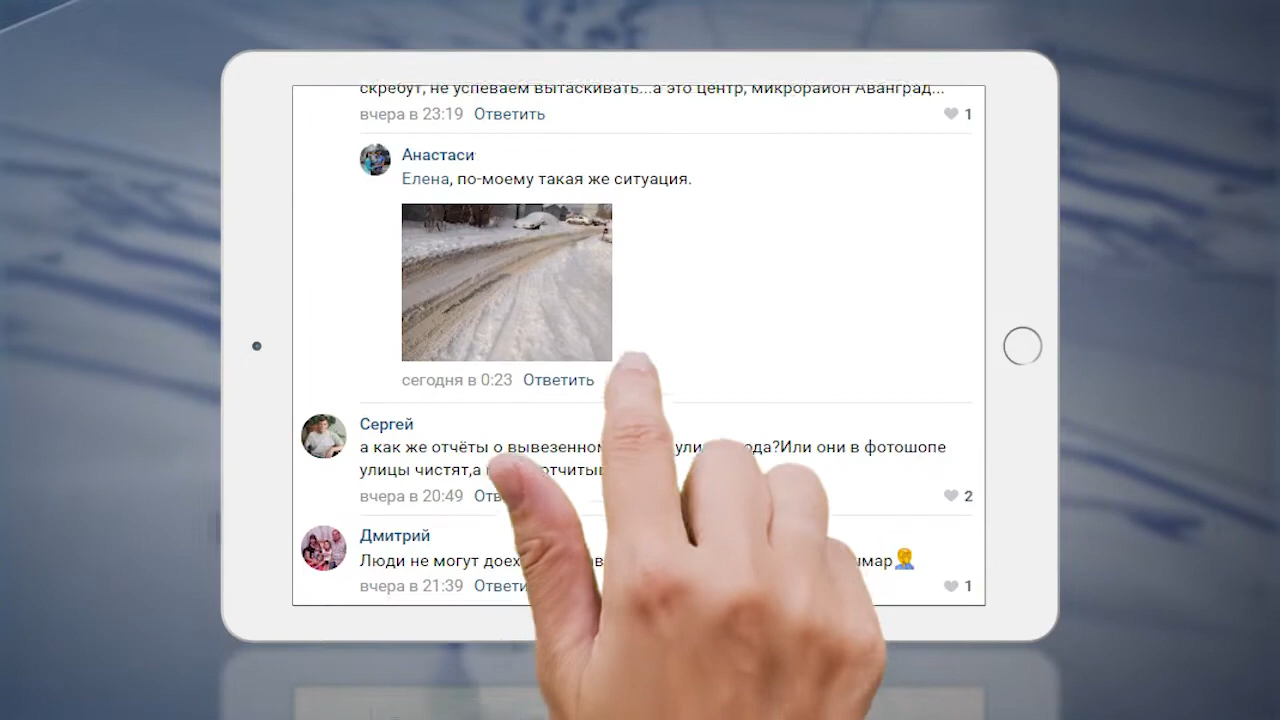 скребут, не успеваем вытаскивать...а это центр, микрорайон Авангард...
вчера в 23:19 Ответить 1
Анастаси
Елена, по-моему такая же ситуация.
сегодня в 0:23 Ответить
Сергей
а как же отчёты о вывезенном ули ода?Или они в фотошопе
улицы чистят,а отчитыв
вчера в 20:49 Отв 2
Дмитрий
Люди не могут доех
вчера в 21:39 Ответи 1